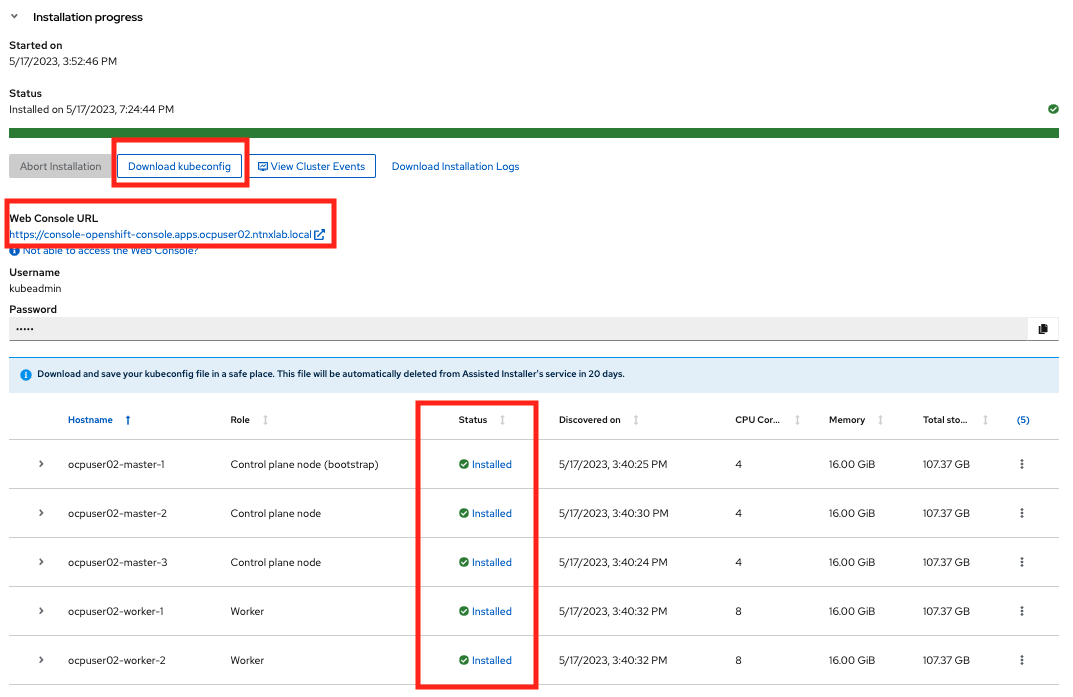 Installation progress
Started on
5/17/2023, 3:52:46 PM
Status
Installed on 5/17/2023, 7:24:44 PM
Abort Installation Download kubeconfig View Cluster Events Download Installation Logs
Web Console URL
https://console-openshift-console.apps.ocpuser02.ntnxlab.local
Not able to access the Web Console?
Username
kubeadmin
Password
•••••
Download and save your kubeconfig file in a safe place. This file will be automatically deleted from Assisted Installer's service in 20 days.
Hostname Role Status Discovered on CPU Cor... Memory Total sto... (5)
ocpuser02-master-1 Control plane node (bootstrap) Installed 5/17/2023, 3:40:25 PM 4 16.00 GiB 107.37 GB
ocpuser02-master-2 Control plane node Installed 5/17/2023, 3:40:30 PM 4 16.00 GiB 107.37 GB
ocpuser02-master-3 Control plane node Installed 5/17/2023, 3:40:24 PM 4 16.00 GiB 107.37 GB
ocpuser02-worker-1 Worker Installed 5/17/2023, 3:40:32 PM 8 16.00 GiB 107.37 GB
ocpuser02-worker-2 Worker Installed 5/17/2023, 3:40:32 PM 8 16.00 GiB 107.37 GB